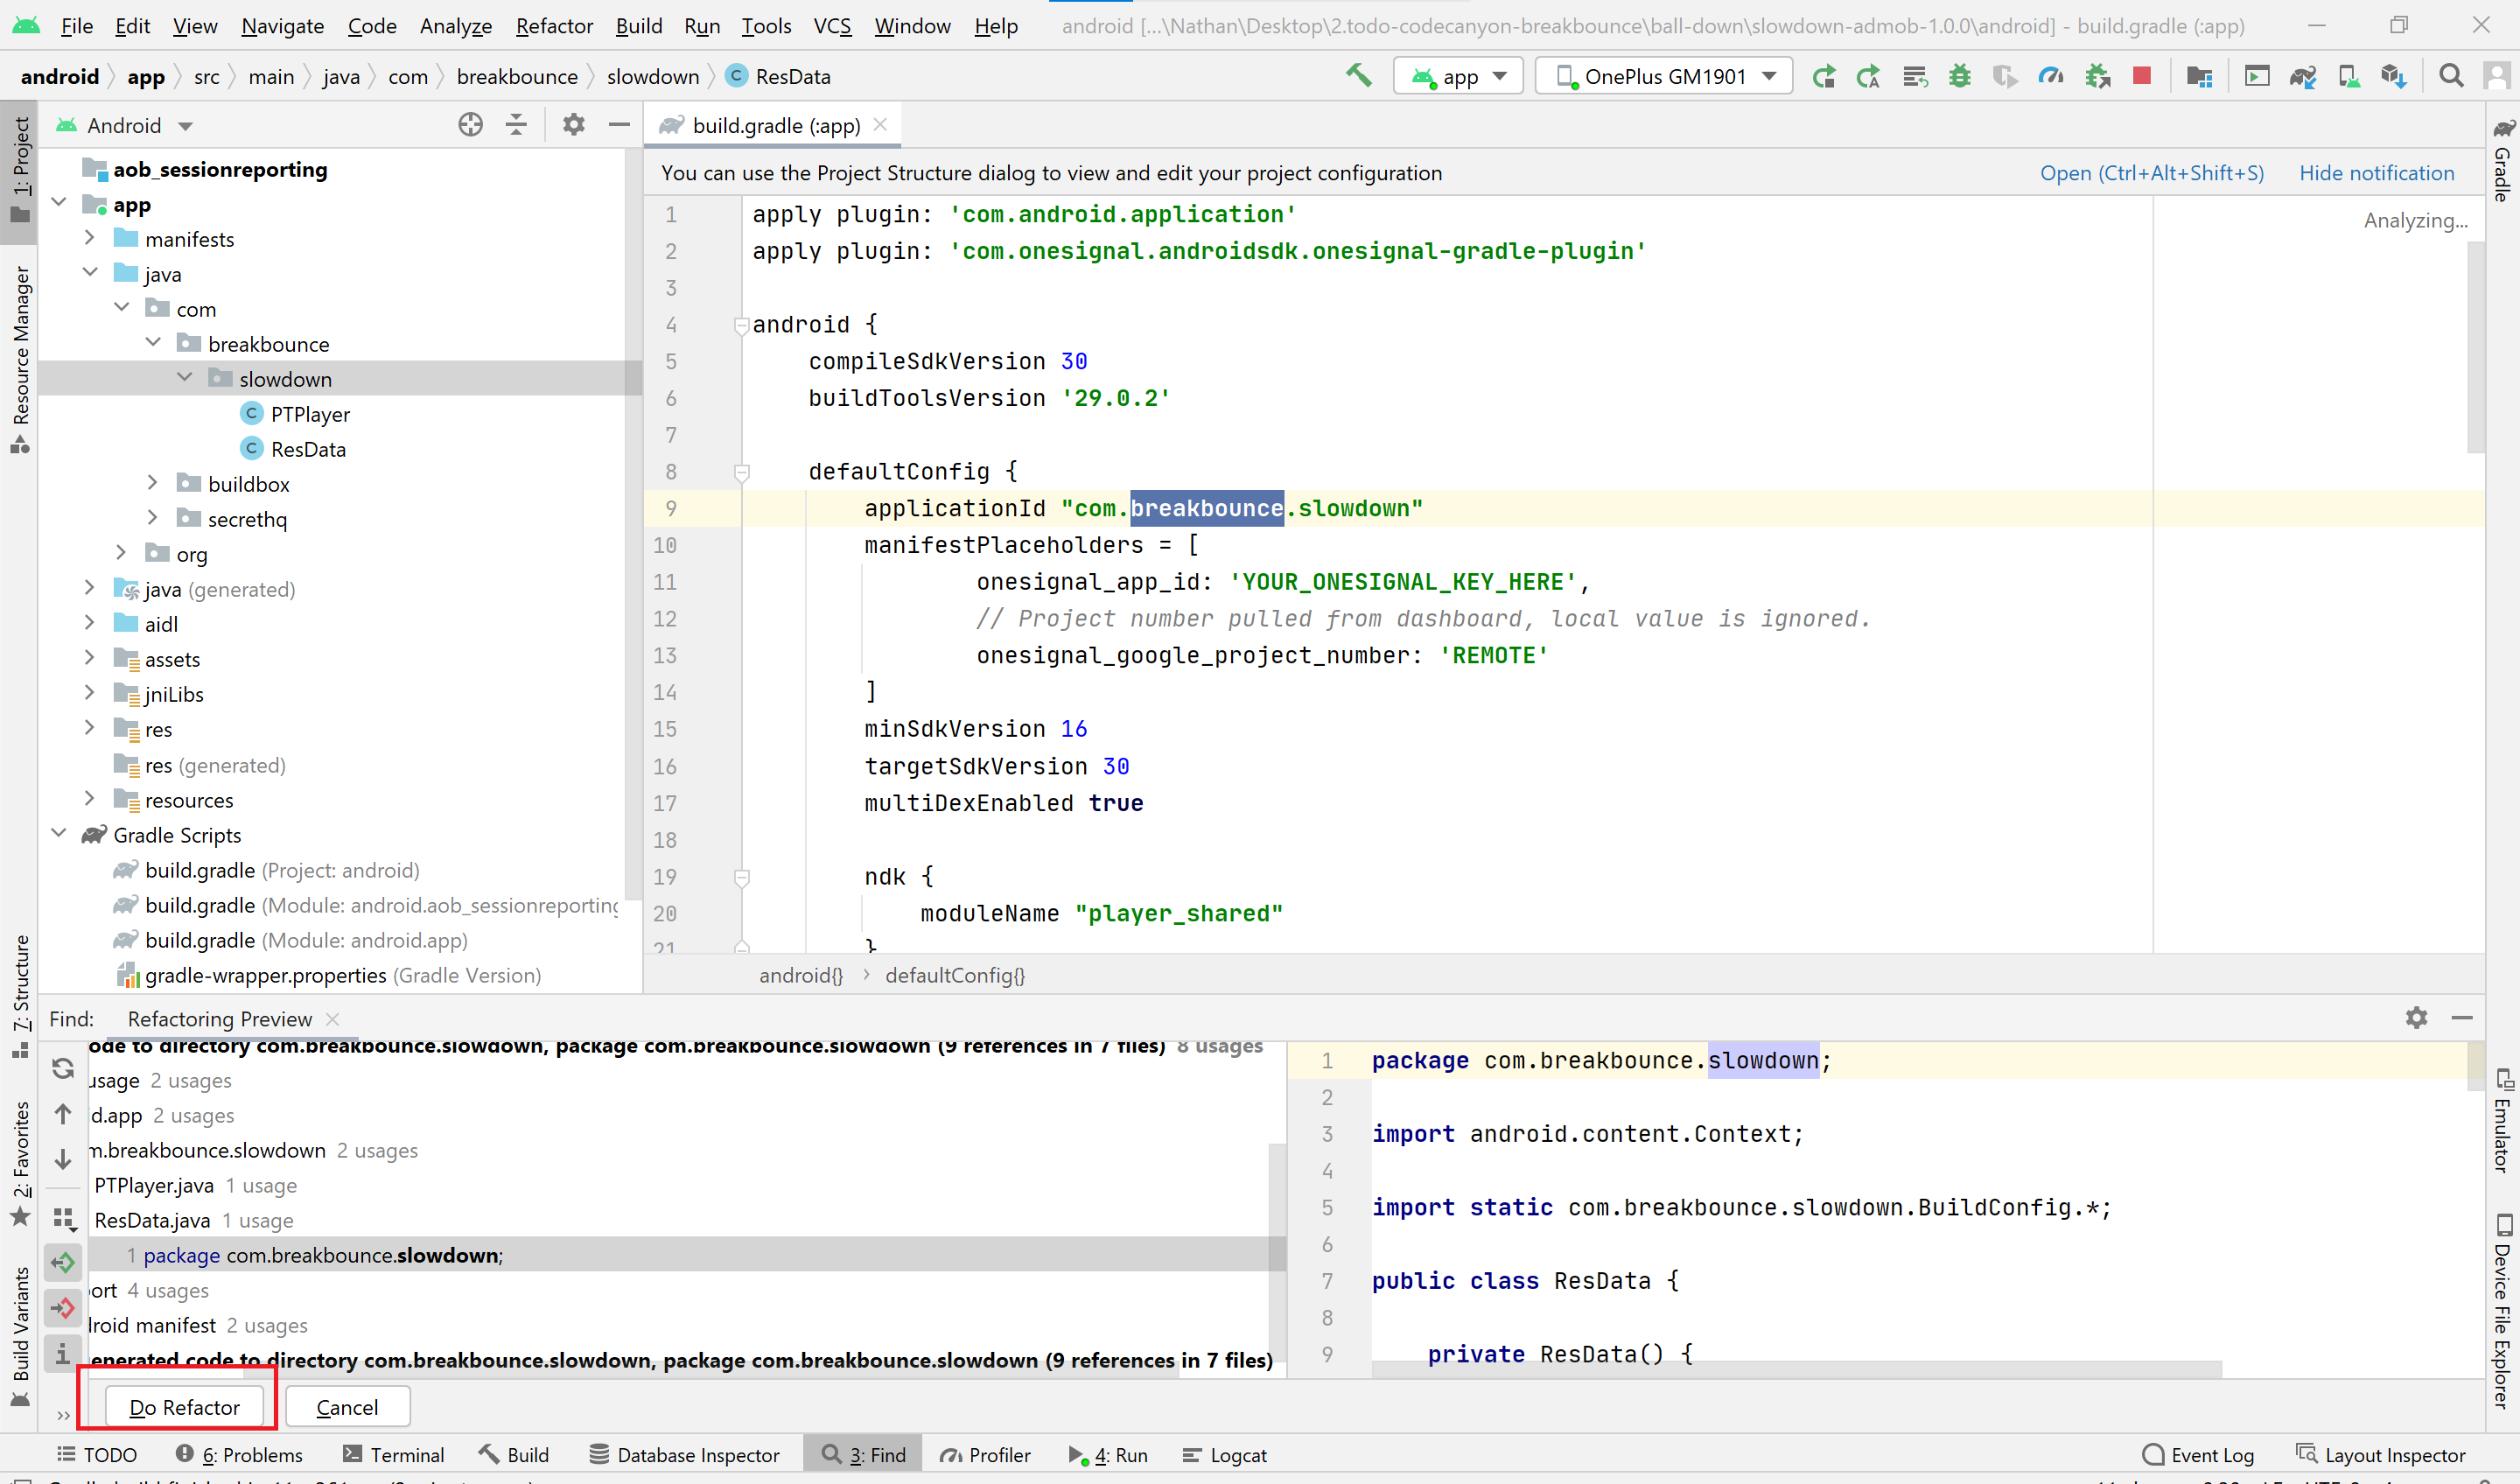 File Edit View Navigate Code Analyze Refactor Build Run Tools VCS Window Help android [...\Nathan\Desktop\2.todo-codecanyon-breakbounce\ball-down\slowdown-admob-1.0.0\android] - build.gradle (:app)
android app src main java com breakbounce slowdown C ResData app OnePlus GM1901
1: Project
Resource Manager
7: Structure
2: Favorites
Build Variants
Android
aob_sessionreporting
app
manifests
java
com
breakbounce
slowdown
C PTPlayer
C ResData
buildbox
secrethq
org
java (generated)
aidl
assets
jniLibs
res
res (generated)
resources
Gradle Scripts
build.gradle (Project: android)
build.gradle (Module: android.aob_sessionreporting
build.gradle (Module: android.app)
gradle-wrapper.properties (Gradle Version)
build.gradle (:app)
You can use the Project Structure dialog to view and edit your project configuration Open (Ctrl+Alt+Shift+S) Hide notification
Analyzing...
1 apply plugin: 'com.android.application'
2 apply plugin: 'com.onesignal.androidsdk.onesignal-gradle-plugin'
3
4 android {
5 compileSdkVersion 30
6 buildToolsVersion '29.0.2'
7
8 defaultConfig {
9 applicationId "com.breakbounce.slowdown"
10 manifestPlaceholders = [
11 onesignal_app_id: 'YOUR_ONESIGNAL_KEY_HERE',
12 // Project number pulled from dashboard, local value is ignored.
13 onesignal_google_project_number: 'REMOTE'
14 ]
15 minSdkVersion 16
16 targetSdkVersion 30
17 multiDexEnabled true
18
19 ndk {
20 moduleName "player_shared"
21 }
android{} defaultConfig{}
Gradle
Emulator
Device File Explorer
Find: Refactoring Preview
ode to directory com.breakbounce.slowdown, package com.breakbounce.slowdown (9 references in 7 files) 8 usages
usage 2 usages
d.app 2 usages
m.breakbounce.slowdown 2 usages
PTPlayer.java 1 usage
ResData.java 1 usage
1 package com.breakbounce.slowdown;
ort 4 usages
droid manifest 2 usages
enerated code to directory com.breakbounce.slowdown, package com.breakbounce.slowdown (9 references in 7 files)
1 package com.breakbounce.slowdown;
2
3 import android.content.Context;
4
5 import static com.breakbounce.slowdown.BuildConfig.*;
6
7 public class ResData {
8
9 private ResData() {
Do Refactor Cancel
TODO 6: Problems Terminal Build Database Inspector 3: Find Profiler 4: Run Logcat Event Log Layout Inspector